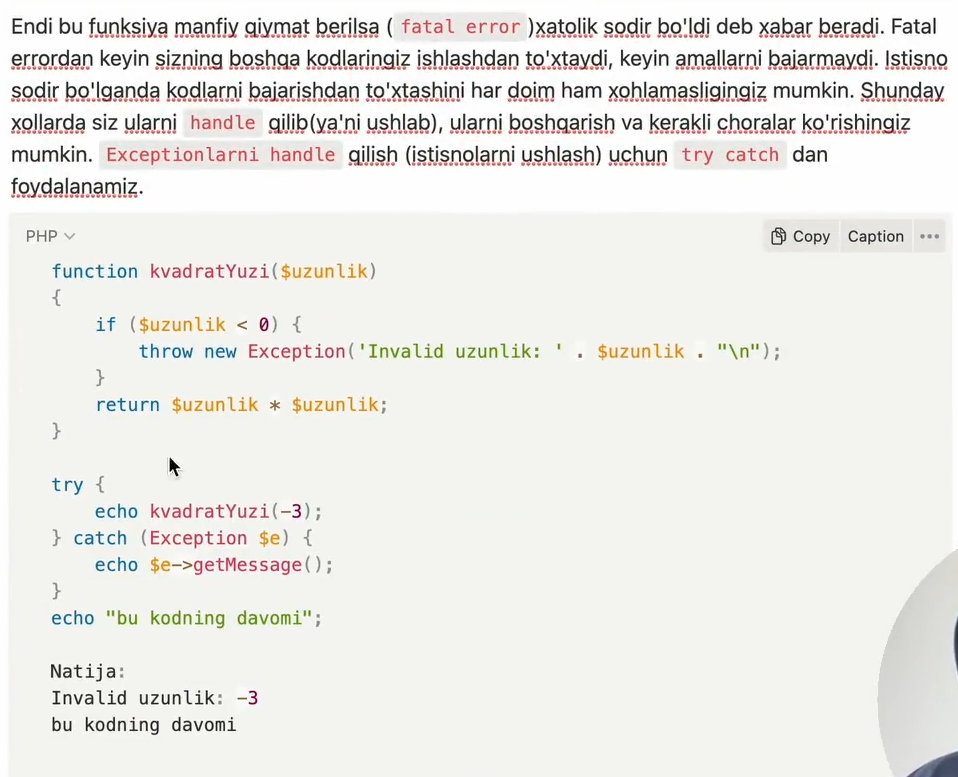 Endi bu funksiya manfiy qiymat berilsa ( fatal error )xatolik sodir bo'ldi deb xabar beradi. Fatal
errordan keyin sizning boshqa kodlaringiz ishlashdan to'xtaydi, keyin amallarni bajarmaydi. Istisno
sodir bo'lganda kodlarni bajarishdan to'xtashini har doim ham xohlamasligingiz mumkin. Shunday
xollarda siz ularni handle qilib(ya'ni ushlab), ularni boshqarish va kerakli choralar ko'rishingiz
mumkin. Exceptionlarni handle qilish (istisnolarni ushlash) uchun try catch dan
foydalanamiz.
PHP Copy Caption •••
function kvadratYuzi($uzunlik)
{
    if ($uzunlik < 0) {
        throw new Exception('Invalid uzunlik: ' . $uzunlik . "\n");
    }
    return $uzunlik * $uzunlik;
}
try {
    echo kvadratYuzi(-3);
} catch (Exception $e) {
    echo $e->getMessage();
}
echo "bu kodning davomi";
Natija:
Invalid uzunlik: -3
bu kodning davomi